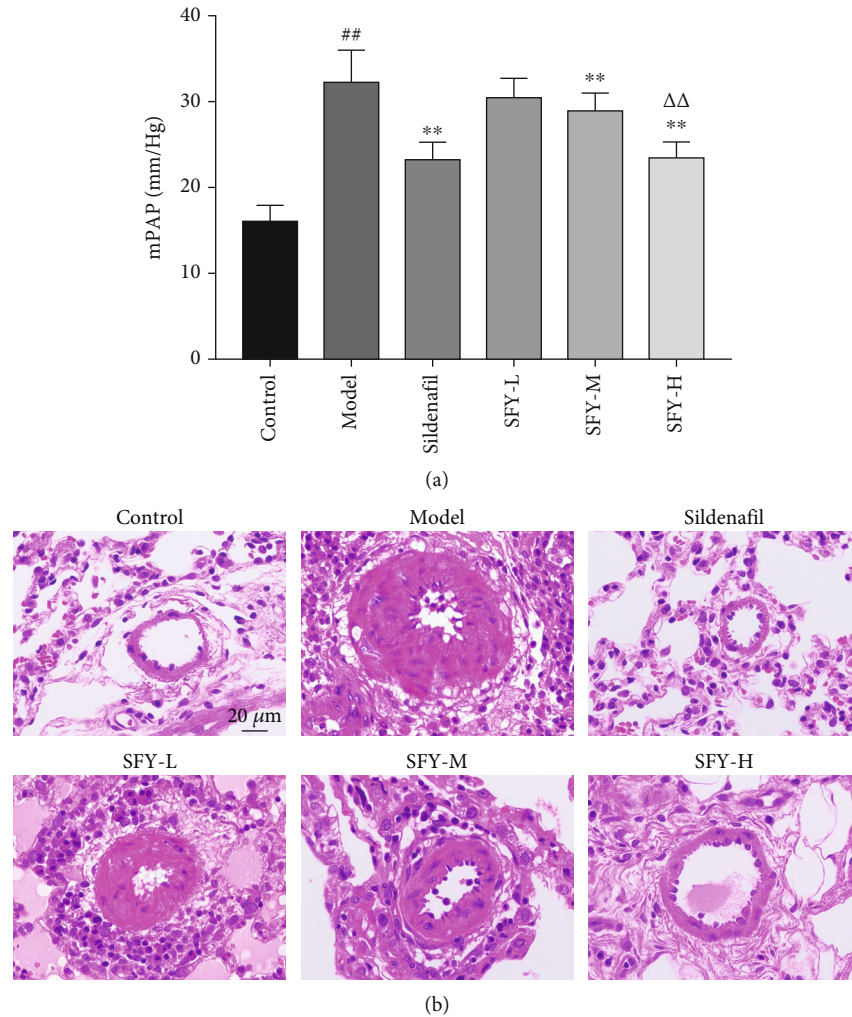 40
30
20
10
0
mPAP (mm/Hg)
##
**
**
ΔΔ
**
Control
Model
Sildenafil
SFY-L
SFY-M
SFY-H
(a)
Control
Model
Sildenafil
20 μm
SFY-L
SFY-M
SFY-H
(b)